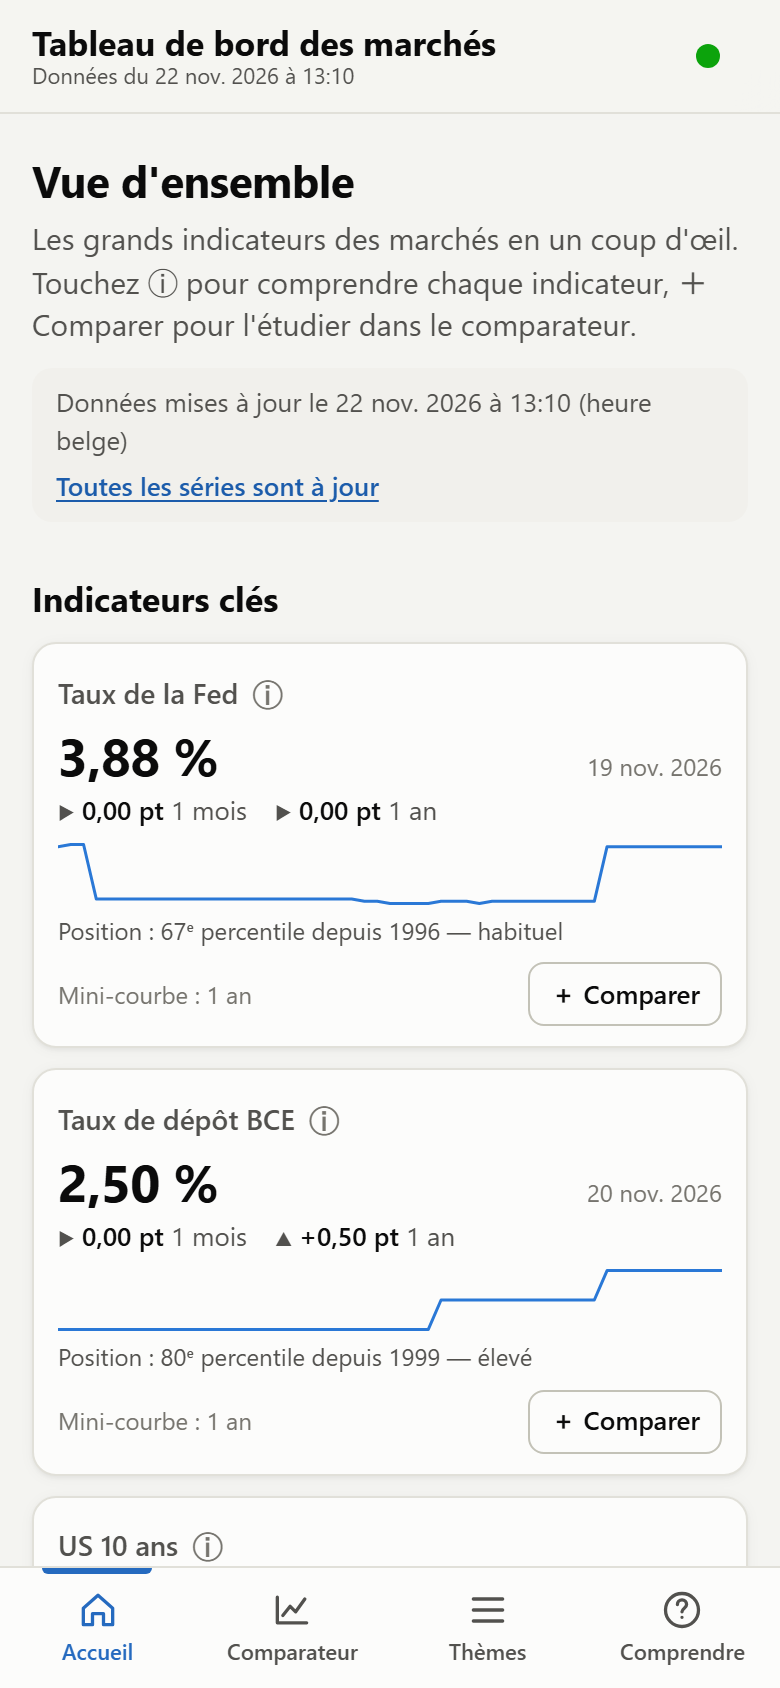 Tableau de bord des marchés
Données du 22 nov. 2026 à 13:10
Vue d'ensemble
Les grands indicateurs des marchés en un coup d'œil.
Touchez ⓘ pour comprendre chaque indicateur, +
Comparer pour l'étudier dans le comparateur.
Données mises à jour le 22 nov. 2026 à 13:10 (heure
belge)
Toutes les séries sont à jour
Indicateurs clés
Taux de la Fed ⓘ
3,88 %
19 nov. 2026
▶ 0,00 pt 1 mois ▶ 0,00 pt 1 an
Position : 67ᵉ percentile depuis 1996 — habituel
Mini-courbe : 1 an
+ Comparer
Taux de dépôt BCE ⓘ
2,50 %
20 nov. 2026
▶ 0,00 pt 1 mois ▲ +0,50 pt 1 an
Position : 80ᵉ percentile depuis 1999 — élevé
Mini-courbe : 1 an
+ Comparer
US 10 ans ⓘ
Accueil
Comparateur
Thèmes
Comprendre